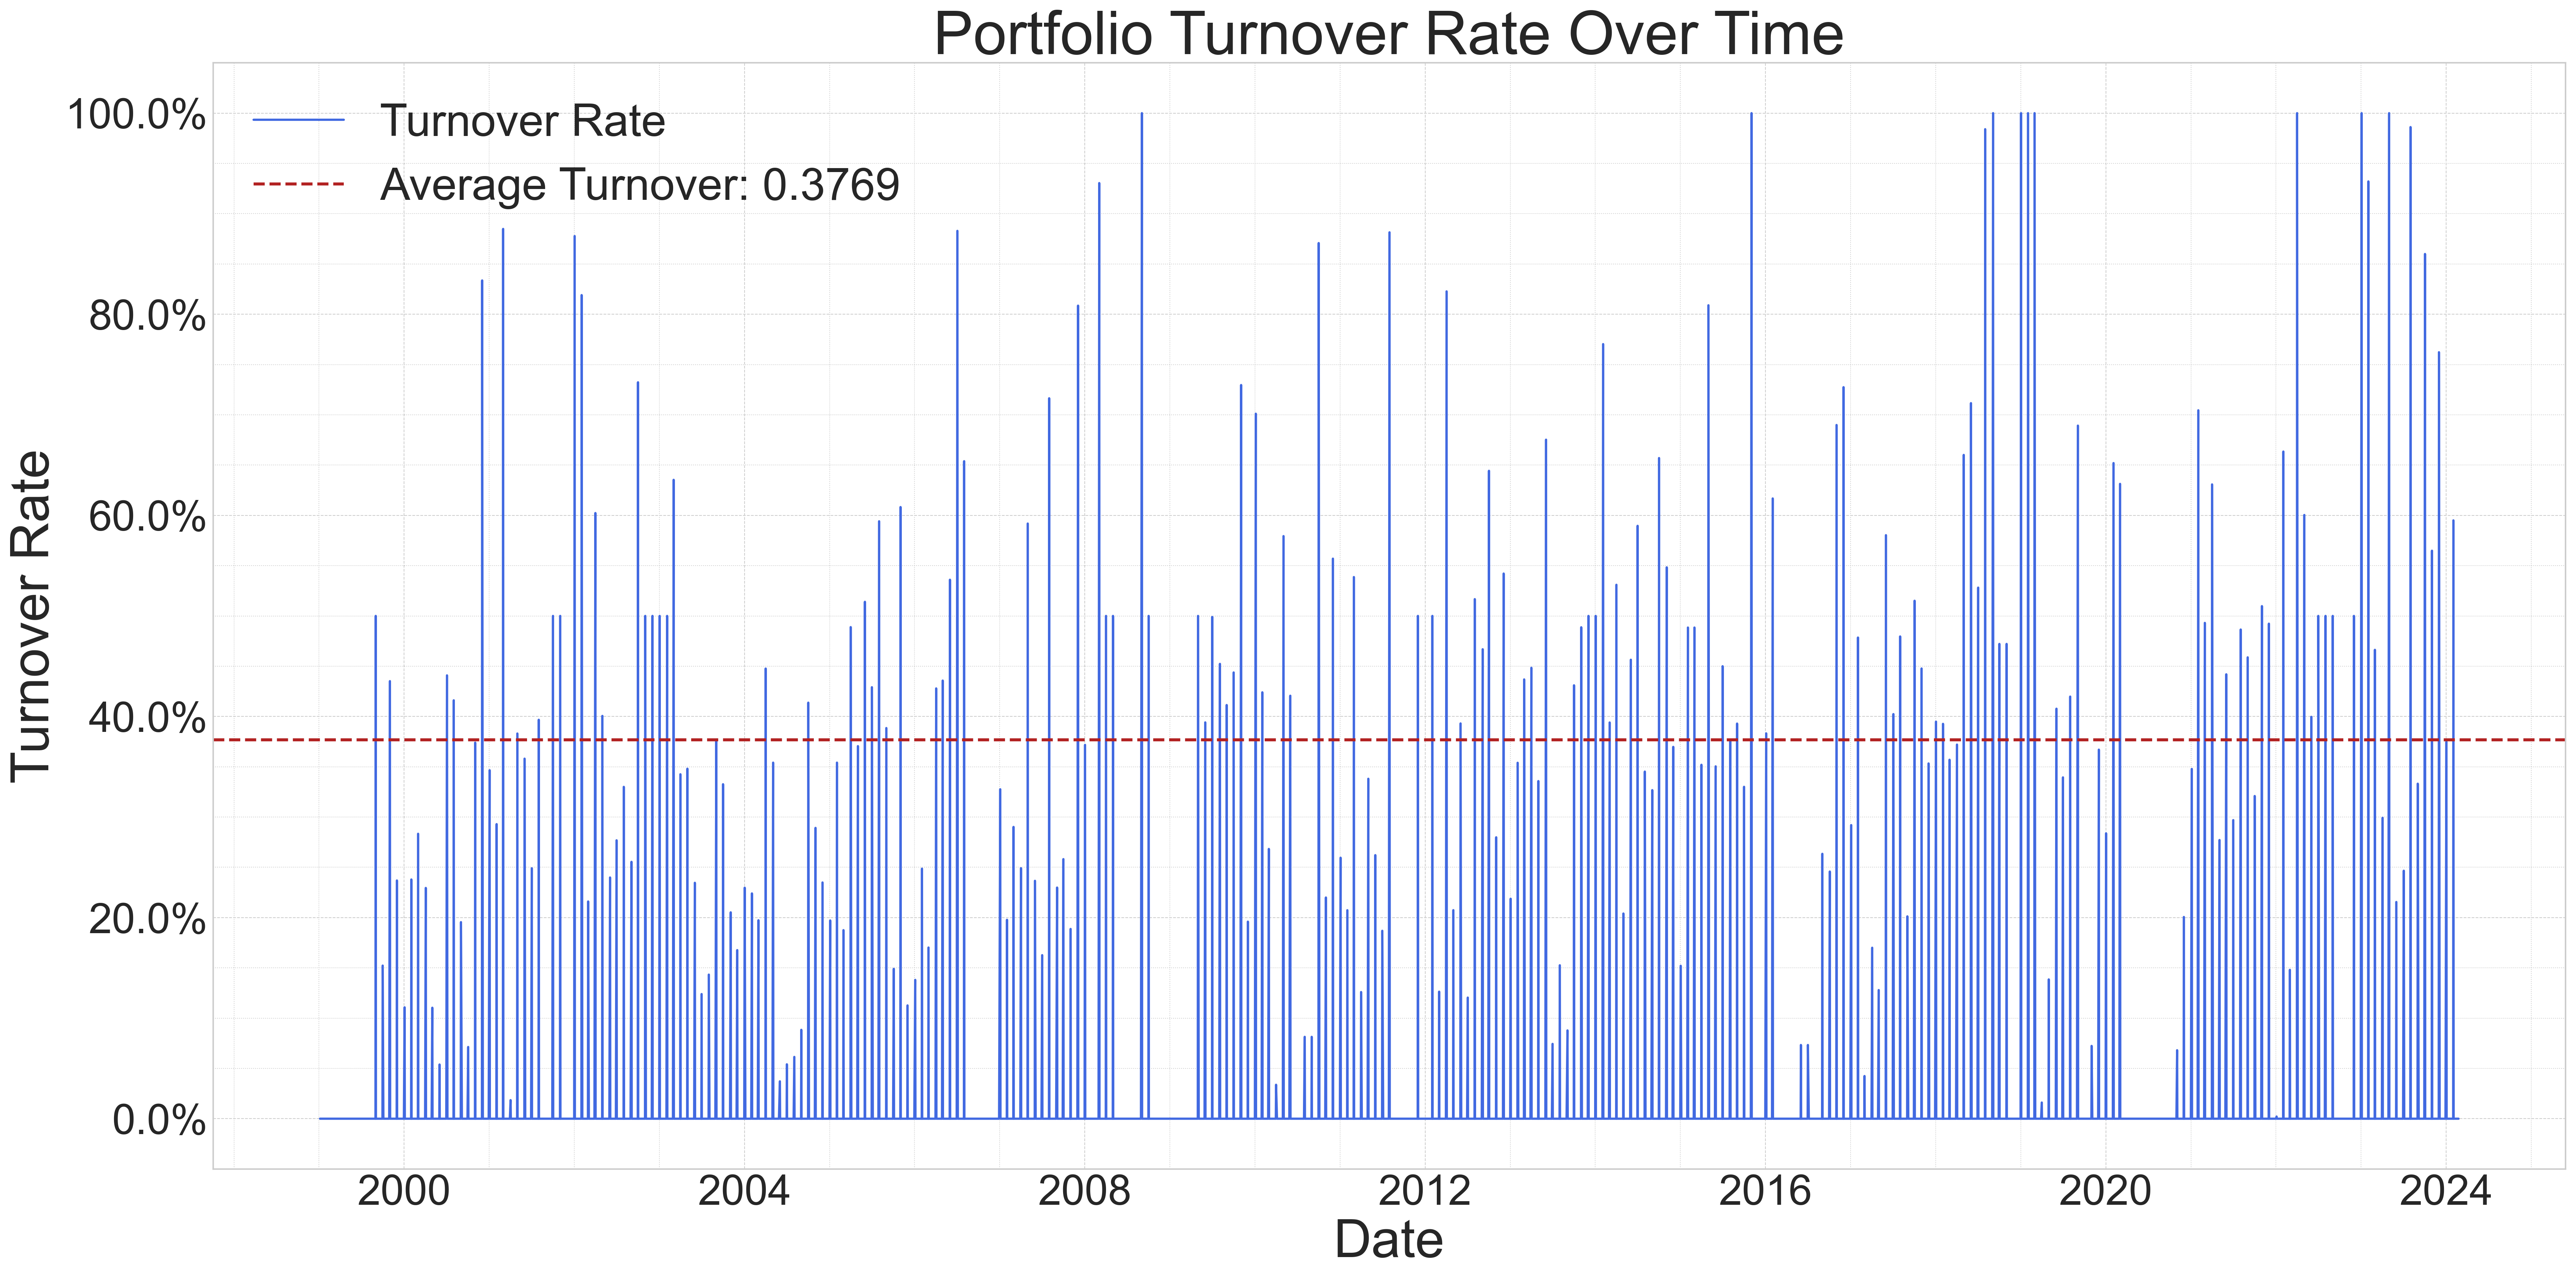 Portfolio Turnover Rate Over Time
Turnover Rate
Average Turnover: 0.3769
Turnover Rate
100.0%
80.0%
60.0%
40.0%
20.0%
0.0%
2000
2004
2008
2012
2016
2020
2024
Date